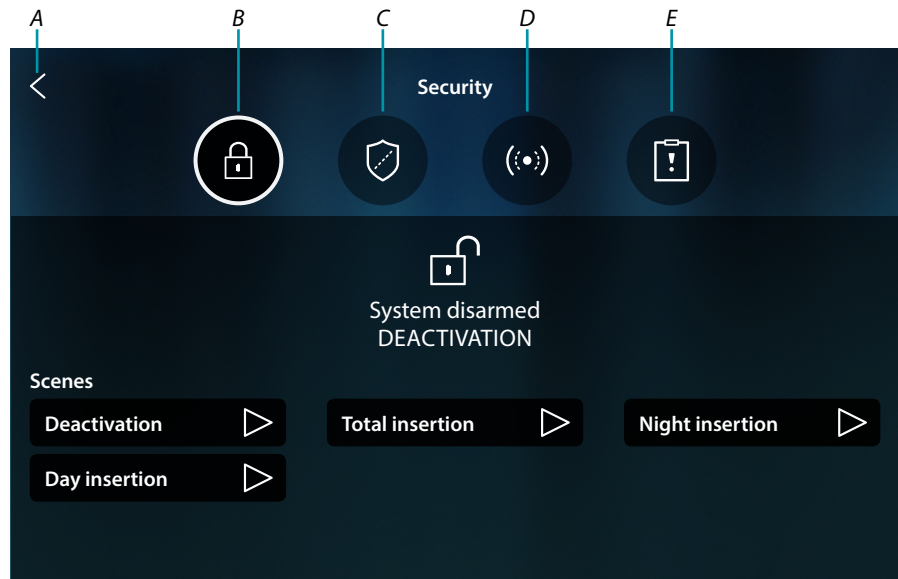 A B C D E
Security
System disarmed
DEACTIVATION
Scenes
Deactivation Total insertion Night insertion
Day insertion